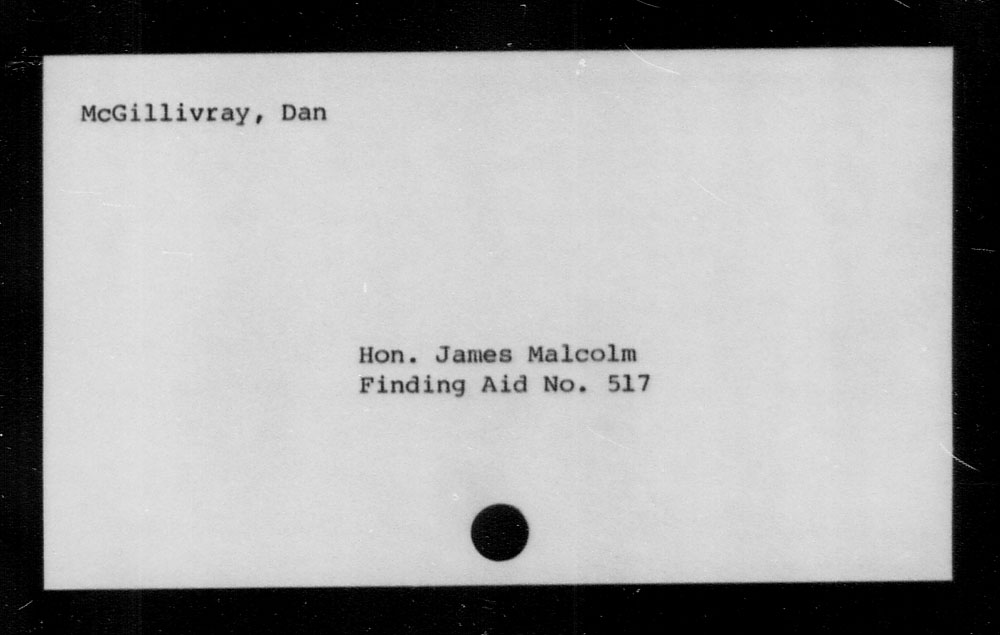 McGillivray, Dan
Hon. James Malcolm
Finding Aid No. 517